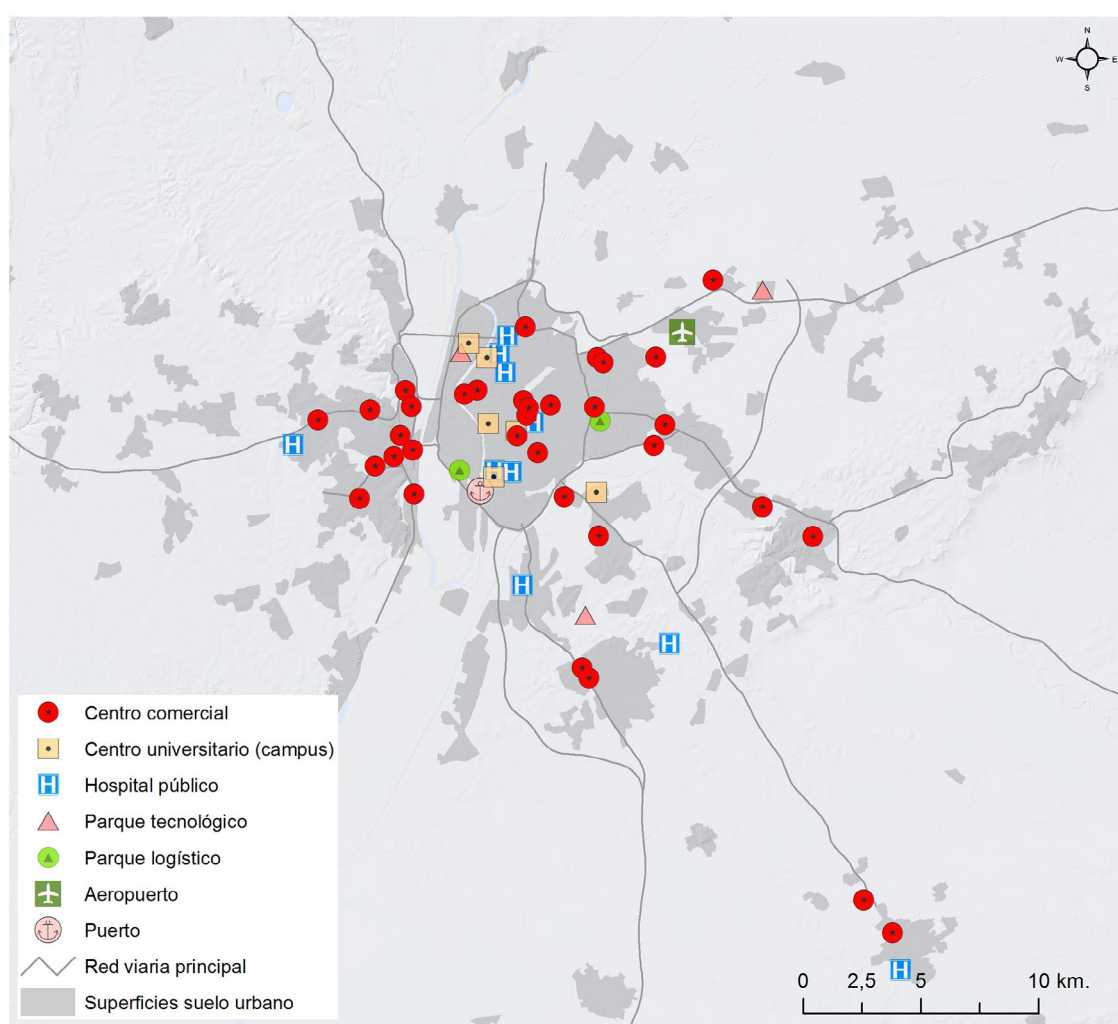 N
W
E
S
Centro comercial
Centro universitario (campus)
H
Hospital público
Parque tecnológico
Parque logístico
Aeropuerto
Puerto
Red viaria principal
Superficies suelo urbano
0 2,5 5 10 km.
H
H
H
H
H
H
H
H
H
H